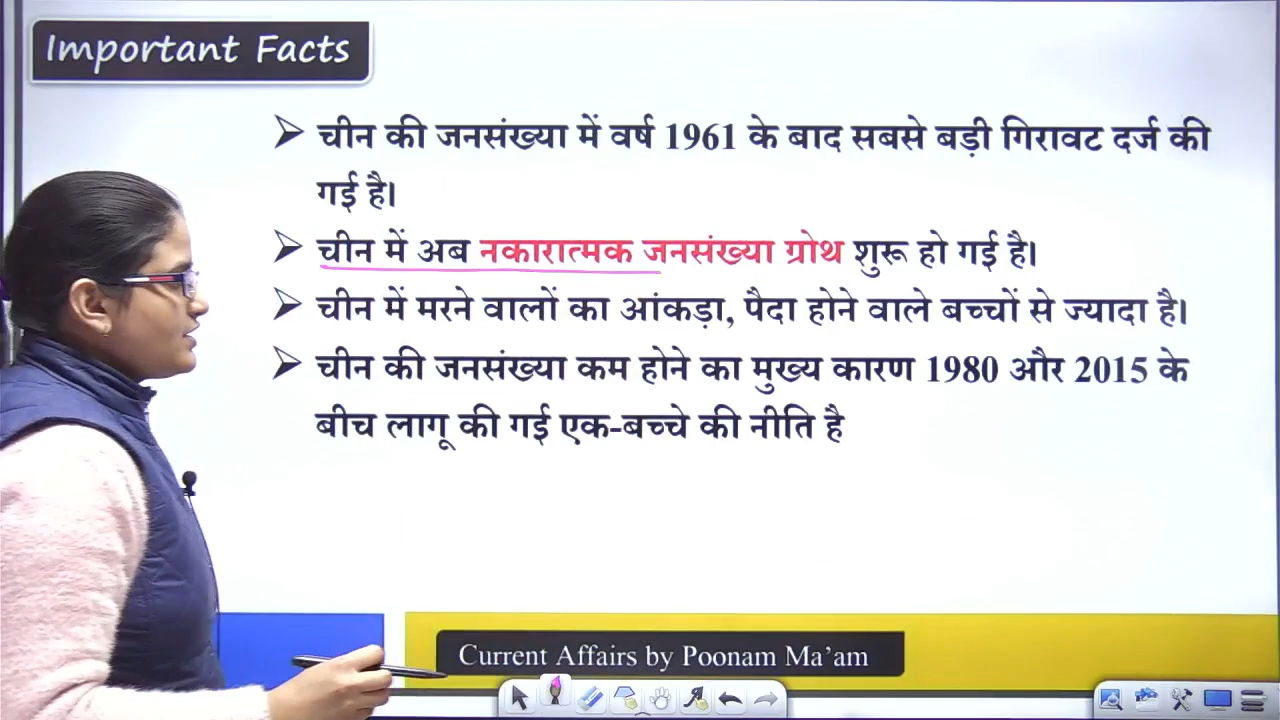 Important Facts
➢ चीन की जनसंख्या में वर्ष 1961 के बाद सबसे बड़ी गिरावट दर्ज की
गई है।
➢ चीन में अब नकारात्मक जनसंख्या ग्रोथ शुरू हो गई है।
➢ चीन में मरने वालों का आंकड़ा, पैदा होने वाले बच्चों से ज्यादा है।
➢ चीन की जनसंख्या कम होने का मुख्य कारण 1980 और 2015 के
बीच लागू की गई एक-बच्चे की नीति है
Current Affairs by Poonam Ma'am